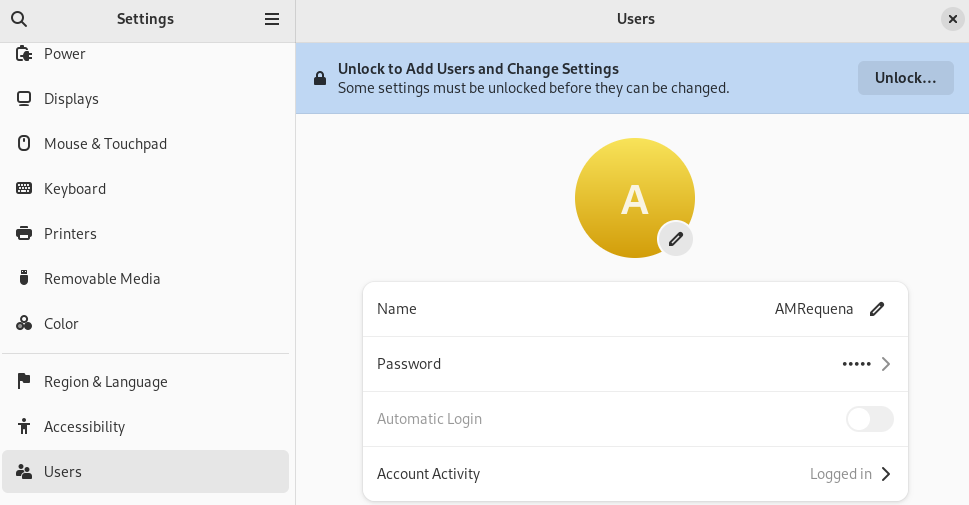 Settings
Users
Power
Displays
Mouse & Touchpad
Keyboard
Printers
Removable Media
Color
Region & Language
Accessibility
Users
Unlock to Add Users and Change Settings
Some settings must be unlocked before they can be changed.
Unlock...
A
Name AMRequena
Password •••••
Automatic Login
Account Activity Logged in